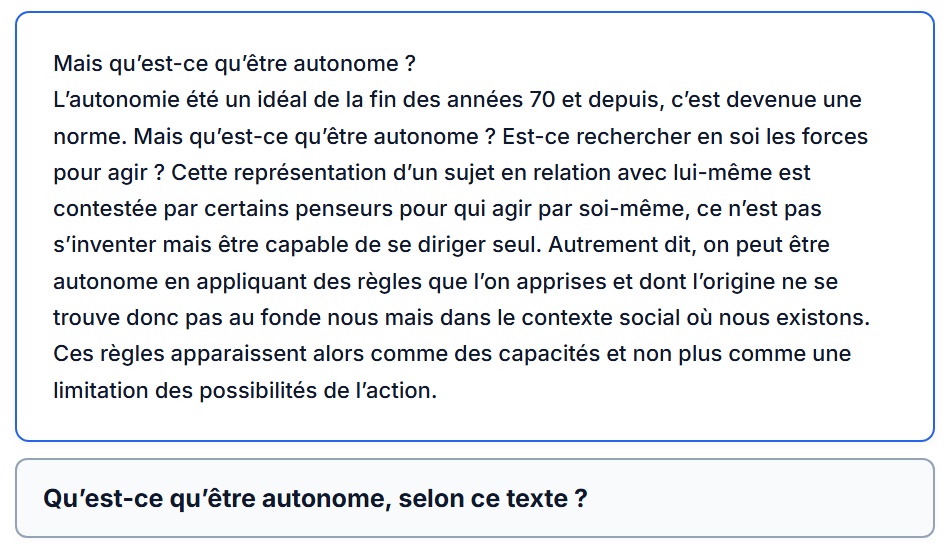 Mais qu’est-ce qu’être autonome ?
L’autonomie été un idéal de la fin des années 70 et depuis, c’est devenue une
norme. Mais qu’est-ce qu’être autonome ? Est-ce rechercher en soi les forces
pour agir ? Cette représentation d’un sujet en relation avec lui-même est
contestée par certains penseurs pour qui agir par soi-même, ce n’est pas
s’inventer mais être capable de se diriger seul. Autrement dit, on peut être
autonome en appliquant des règles que l’on apprises et dont l’origine ne se
trouve donc pas au fonde nous mais dans le contexte social où nous existons.
Ces règles apparaissent alors comme des capacités et non plus comme une
limitation des possibilités de l’action.
Qu’est-ce qu’être autonome, selon ce texte ?